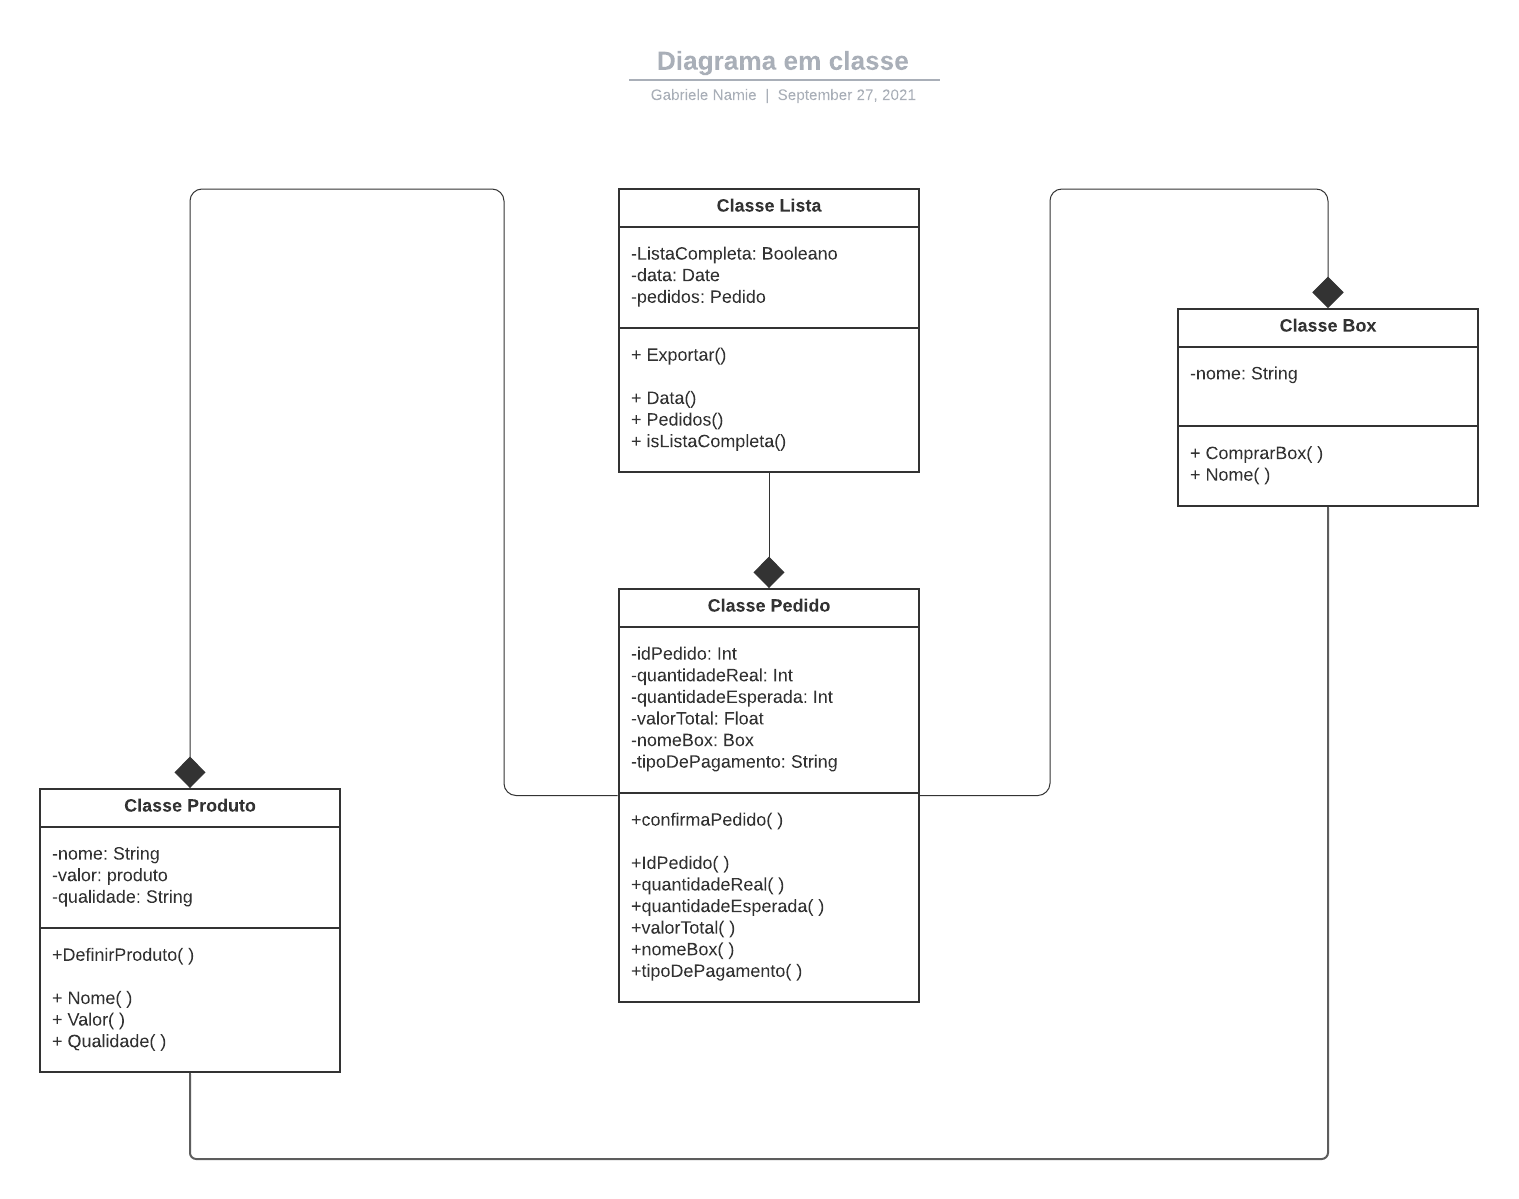 Diagrama em classe
Gabriele Namie | September 27, 2021
Classe Lista
-ListaCompleta: Booleano
-data: Date
-pedidos: Pedido
+ Exportar()
+ Data()
+ Pedidos()
+ isListaCompleta()
Classe Box
-nome: String
+ ComprarBox( )
+ Nome( )
Classe Pedido
-idPedido: Int
-quantidadeReal: Int
-quantidadeEsperada: Int
-valorTotal: Float
-nomeBox: Box
-tipoDePagamento: String
+confirmaPedido( )
+IdPedido( )
+quantidadeReal( )
+quantidadeEsperada( )
+valorTotal( )
+nomeBox( )
+tipoDePagamento( )
Classe Produto
-nome: String
-valor: produto
-qualidade: String
+DefinirProduto( )
+ Nome( )
+ Valor( )
+ Qualidade( )